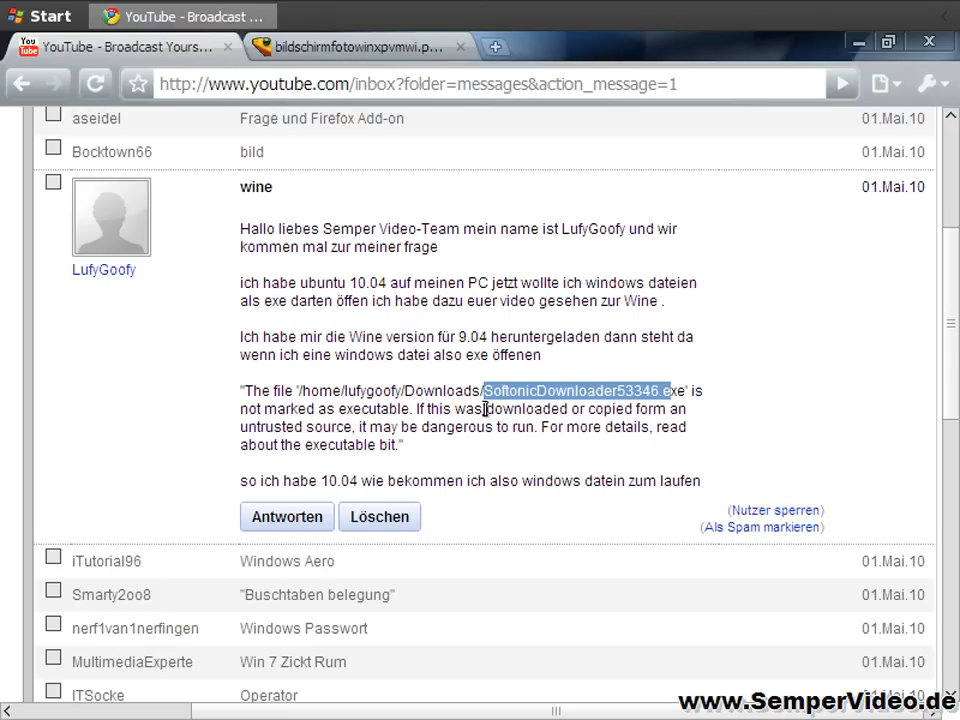 Start
YouTube - Broadcast ...
You
Tube
YouTube - Broadcast Yours...
bildschirmfotowinxpvmwi.p...
http://www.youtube.com/inbox?folder=messages&action_message=1
aseidel
Frage und Firefox Add-on
01.Mai.10
Bocktown66
bild
01.Mai.10
wine
01.Mai.10
LufyGoofy
Hallo liebes Semper Video-Team mein name ist LufyGoofy und wir
kommen mal zur meiner frage
ich habe ubuntu 10.04 auf meinen PC jetzt wollte ich windows dateien
als exe darten öffen ich habe dazu euer video gesehen zur Wine .
Ich habe mir die Wine version für 9.04 heruntergeladen dann steht da
wenn ich eine windows datei also exe öffenen
"The file '/home/lufygoofy/Downloads/SoftonicDownloader53346.exe' is
not marked as executable. If this was downloaded or copied form an
untrusted source, it may be dangerous to run. For more details, read
about the executable bit."
so ich habe 10.04 wie bekommen ich also windows datein zum laufen
Antworten
Löschen
(Nutzer sperren)
(Als Spam markieren)
iTutorial96
Windows Aero
01.Mai.10
Smarty2oo8
"Buschtaben belegung"
01.Mai.10
nerf1van1nerfingen
Windows Passwort
01.Mai.10
MultimediaExperte
Win 7 Zickt Rum
01.Mai.10
ITSocke
Operator
01.Mai.10
www.SemperVideo.de